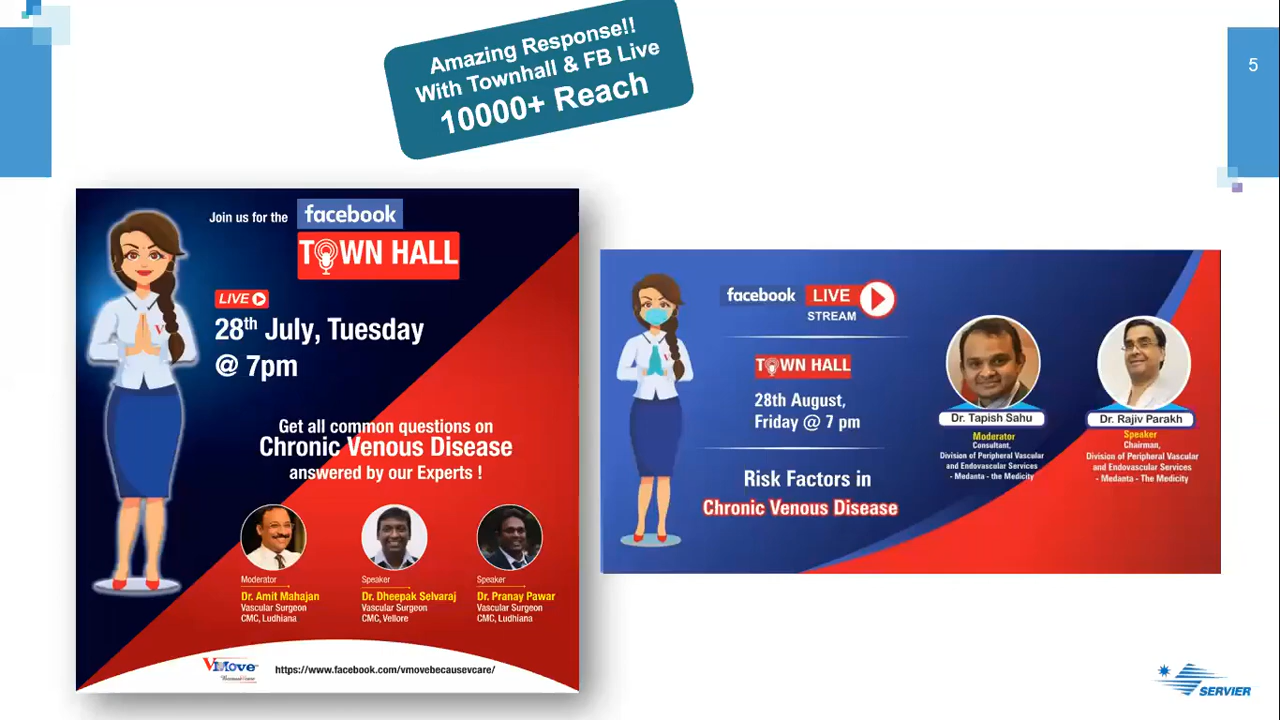 Amazing Response!!
With Townhall & FB Live
10000+ Reach
5
Join us for the facebook
TOWN HALL
LIVE
28th July, Tuesday
@ 7pm
Get all common questions on
Chronic Venous Disease
answered by our Experts !
Moderator
Dr. Amit Mahajan
Vascular Surgeon
CMC, Ludhiana
Speaker
Dr. Dheepak Selvaraj
Vascular Surgeon
CMC, Vellore
Speaker
Dr. Pranay Pawar
Vascular Surgeon
CMC, Ludhiana
VMove
https://www.facebook.com/vmovebecausevcare/
facebook LIVE
STREAM
TOWN HALL
28th August,
Friday @ 7 pm
Risk Factors in
Chronic Venous Disease
Dr. Tapish Sahu
Moderator
Consultant,
Division of Peripheral Vascular
and Endovascular Services
- Medanta - the Medicity
Dr. Rajiv Parakh
Speaker
Chairman,
Division of Peripheral Vascular
and Endovascular Services
- Medanta - The Medicity
SERVIER